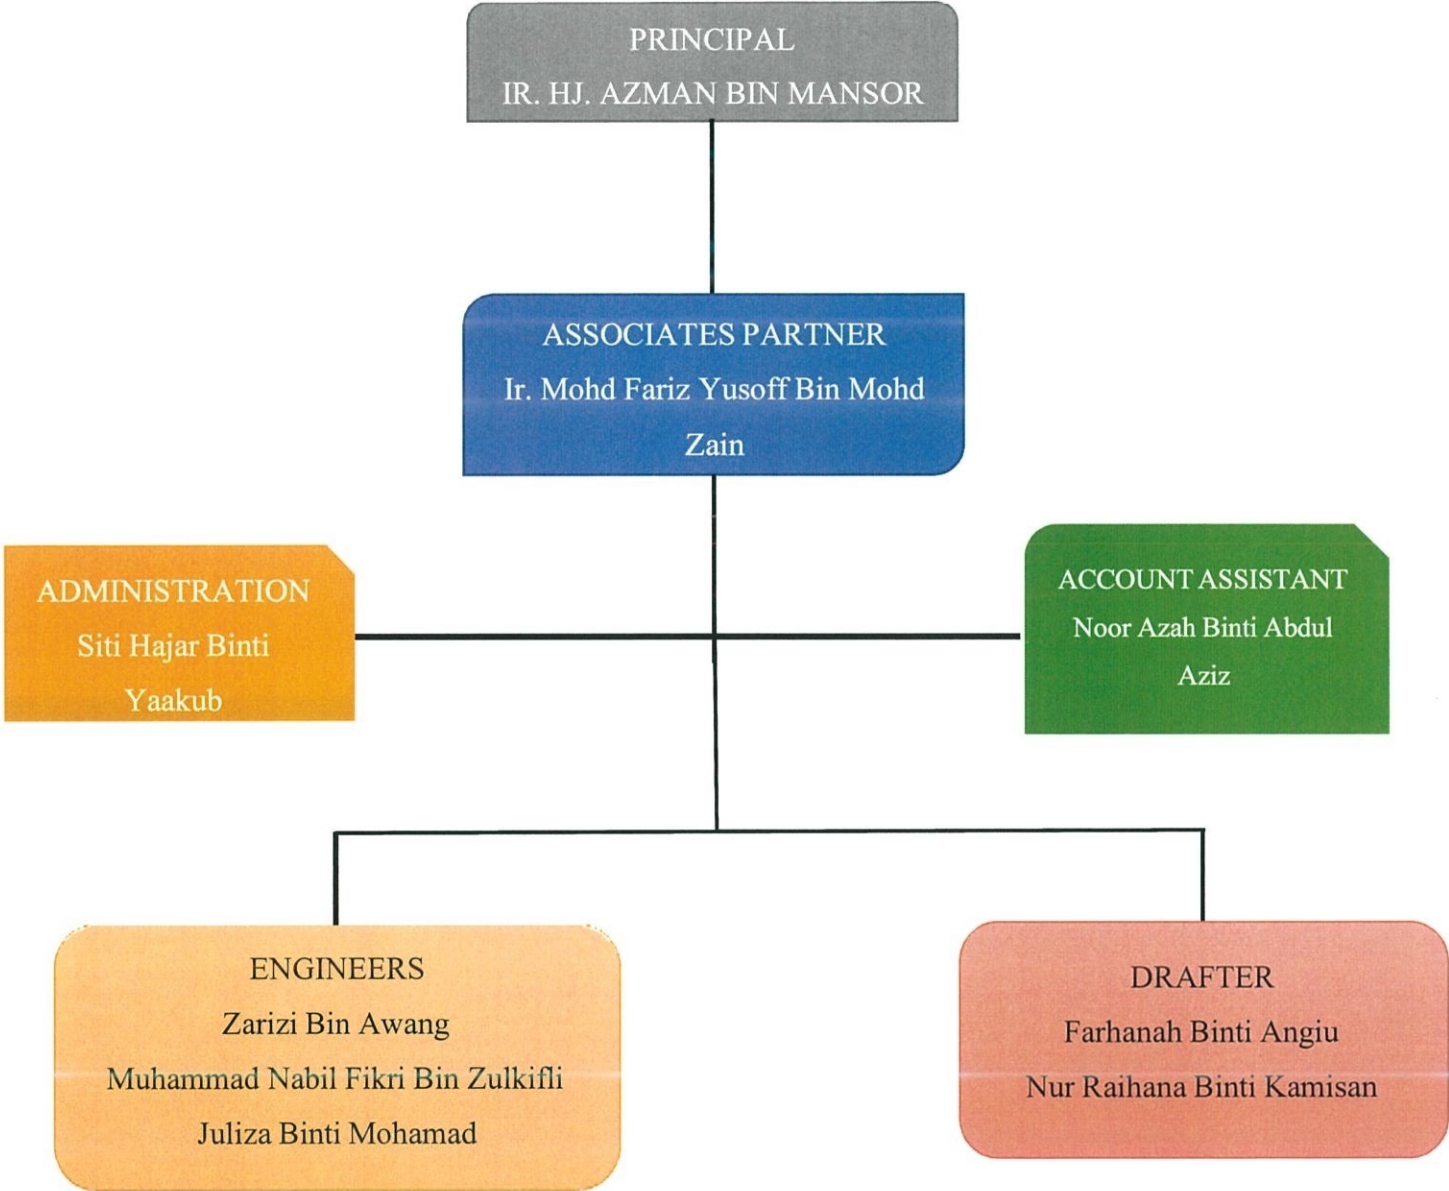 PRINCIPAL
IR. HJ. AZMAN BIN MANSOR
ASSOCIATES PARTNER
Ir. Mohd Fariz Yusoff Bin Mohd
Zain
ADMINISTRATION
Siti Hajar Binti
Yaakub
ACCOUNT ASSISTANT
Noor Azah Binti Abdul
Aziz
ENGINEERS
Zarizi Bin Awang
Muhammad Nabil Fikri Bin Zulkifli
Juliza Binti Mohamad
DRAFTER
Farhanah Binti Angiu
Nur Raihana Binti Kamisan